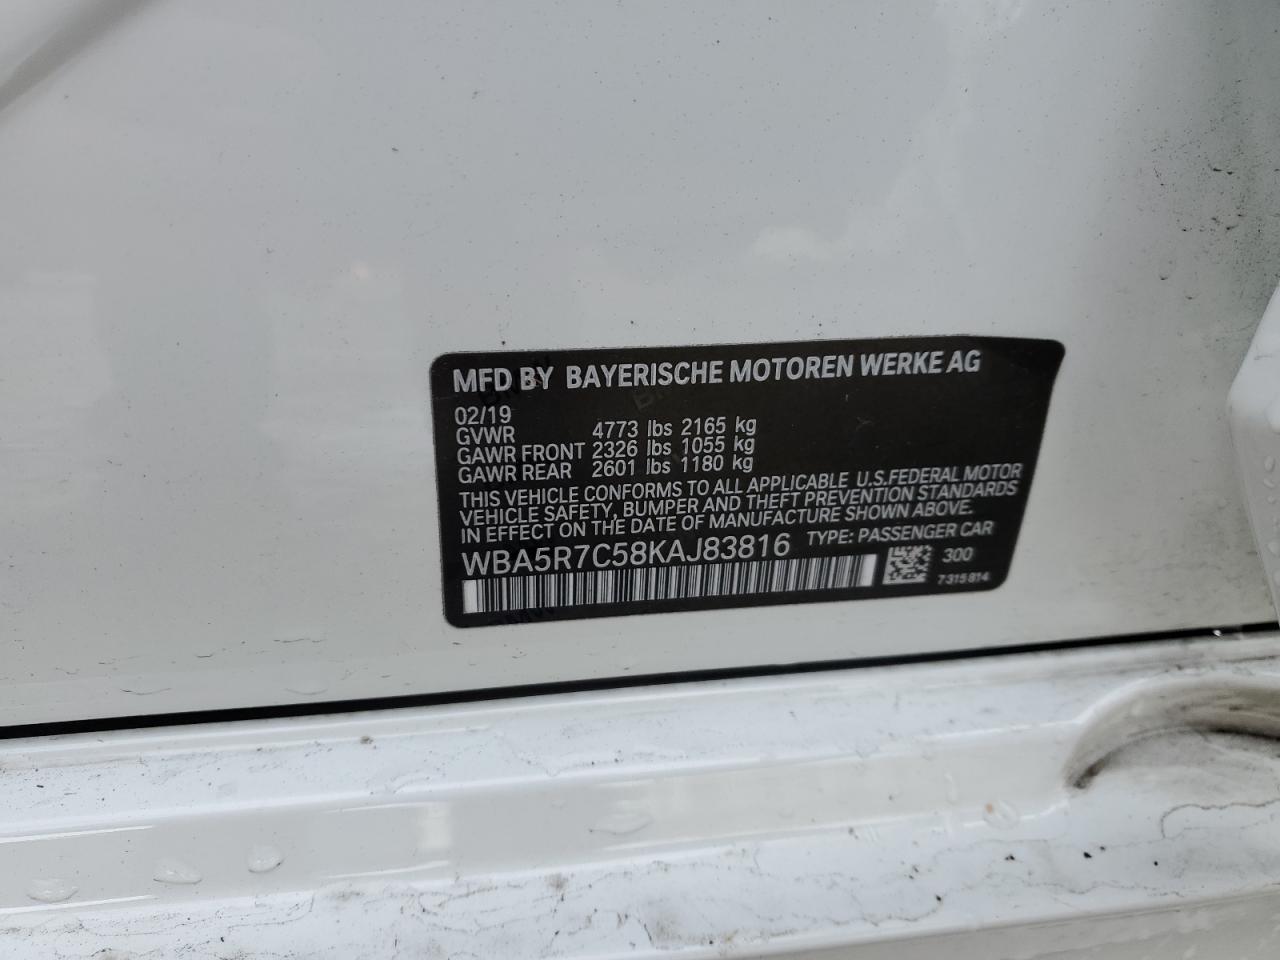 MFD BY BAYERISCHE MOTOREN WERKE AG
02/19
GVWR 4773 lbs 2165 kg
GAWR FRONT 2326 lbs 1055 kg
GAWR REAR 2601 lbs 1180 kg
THIS VEHICLE CONFORMS TO ALL APPLICABLE U.S.FEDERAL MOTOR
VEHICLE SAFETY, BUMPER AND THEFT PREVENTION STANDARDS
IN EFFECT ON THE DATE OF MANUFACTURE SHOWN ABOVE.
WBA5R7C58KAJ83816 TYPE: PASSENGER CAR
300
7315814